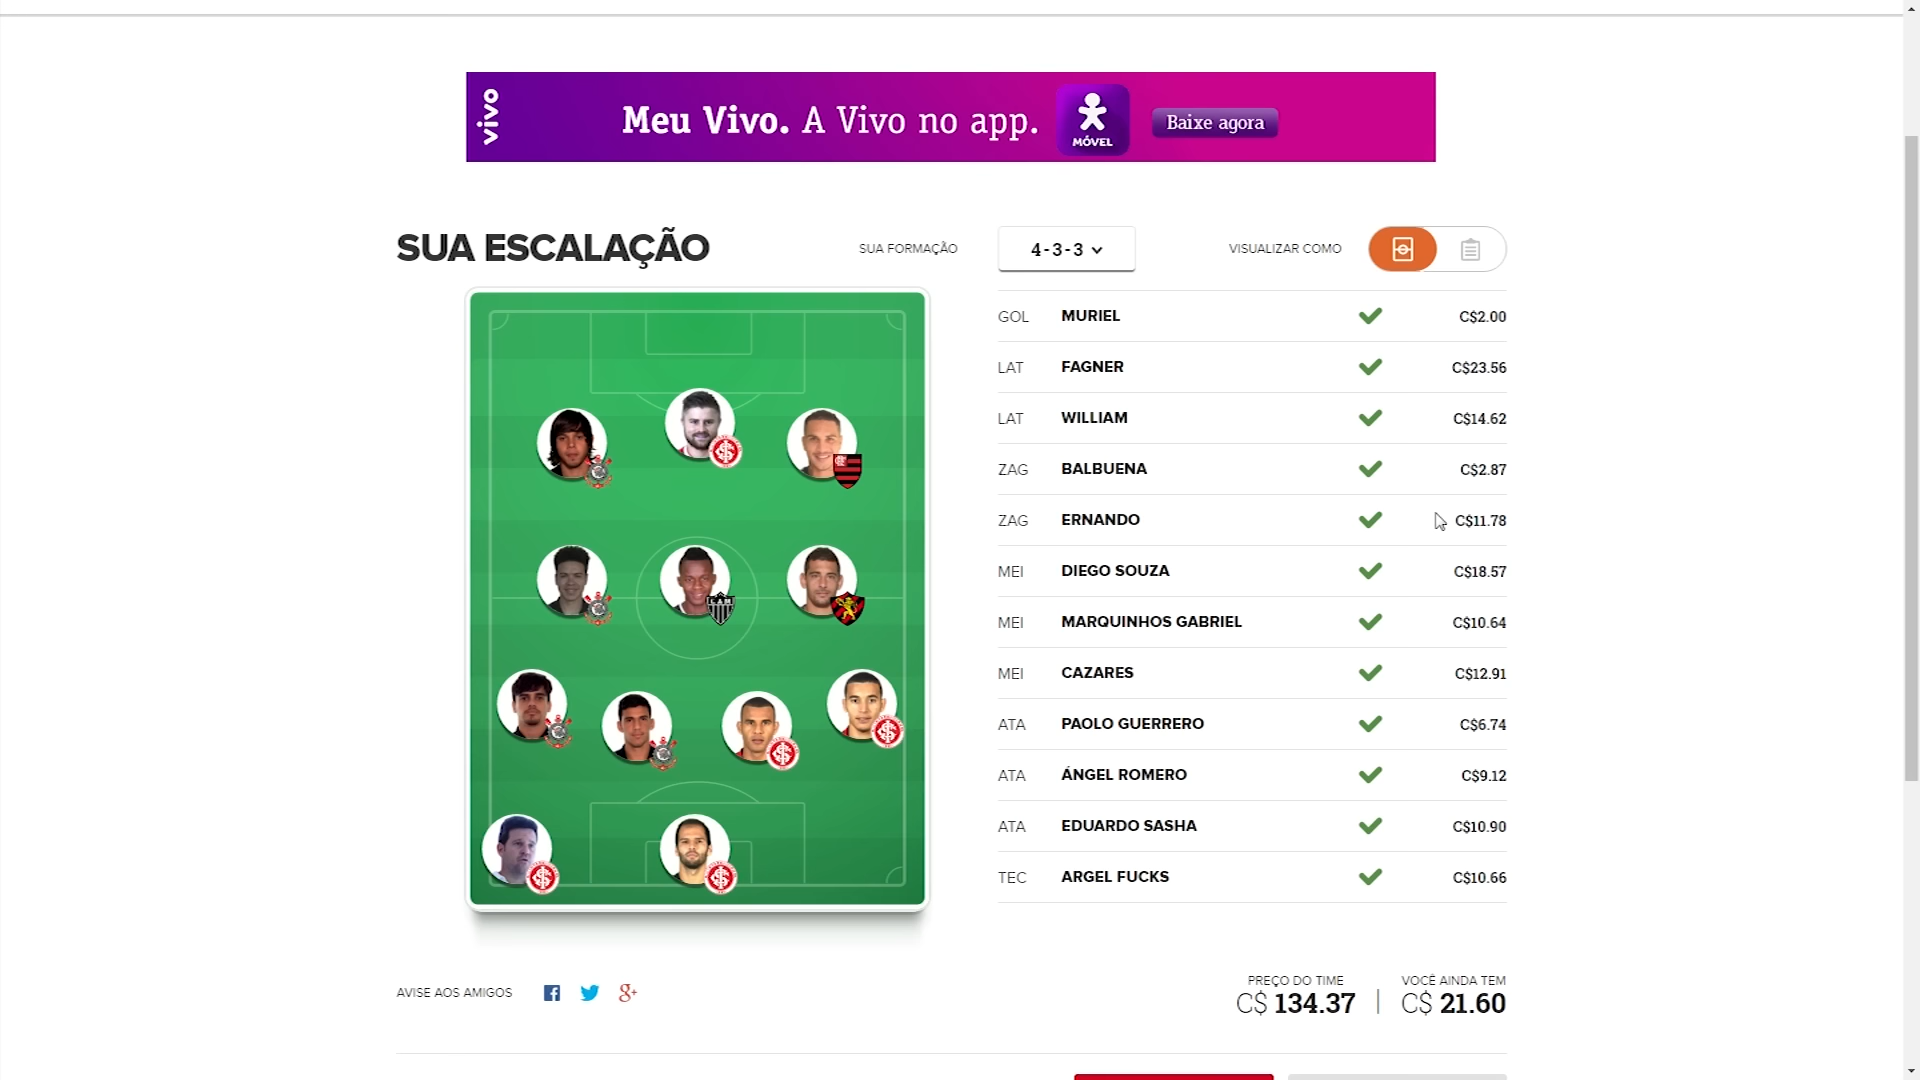 vivo
Meu Vivo. A Vivo no app.
MÓVEL
Baixe agora
SUA ESCALAÇÃO
SUA FORMAÇÃO
4-3-3
VISUALIZAR COMO
GOL MURIEL C$2.00
LAT FAGNER C$23.56
LAT WILLIAM C$14.62
ZAG BALBUENA C$2.87
ZAG ERNANDO C$11.78
MEI DIEGO SOUZA C$18.57
MEI MARQUINHOS GABRIEL C$10.64
MEI CAZARES C$12.91
ATA PAOLO GUERRERO C$6.74
ATA ÁNGEL ROMERO C$9.12
ATA EDUARDO SASHA C$10.90
TEC ARGEL FUCKS C$10.66
CAM
AVISE AOS AMIGOS
g+
PREÇO DO TIME
C$ 134.37
VOCÊ AINDA TEM
C$ 21.60